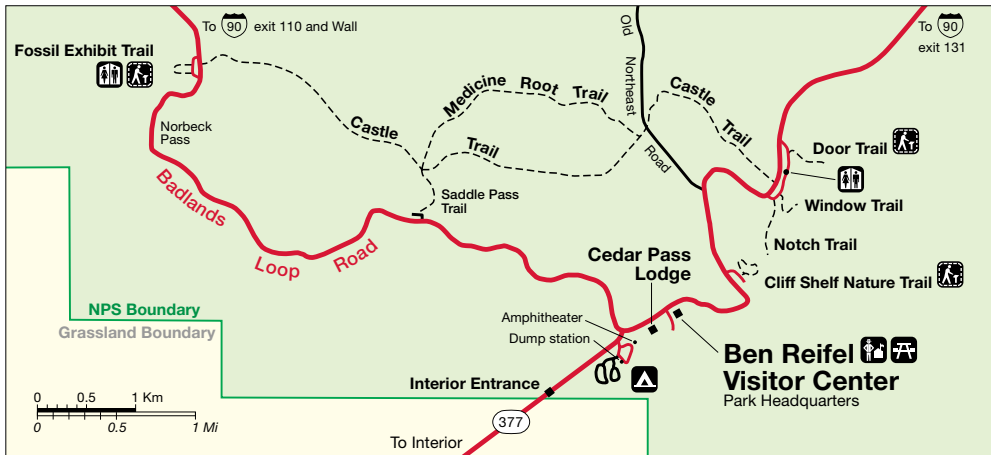 To 90 exit 110 and Wall
To 90
exit 131
Fossil Exhibit Trail
Old
Northeast
Road
Medicine Root Trail
Castle
Trail
Castle
Trail
Norbeck
Pass
Door Trail
Saddle Pass
Trail
Window Trail
Badlands
Loop
Road
Notch Trail
Cedar Pass
Lodge
Cliff Shelf Nature Trail
NPS Boundary
Grassland Boundary
Amphitheater
Dump station
Ben Reifel
Visitor Center
Park Headquarters
Interior Entrance
0 0.5 1 Km
0 0.5 1 Mi
377
To Interior